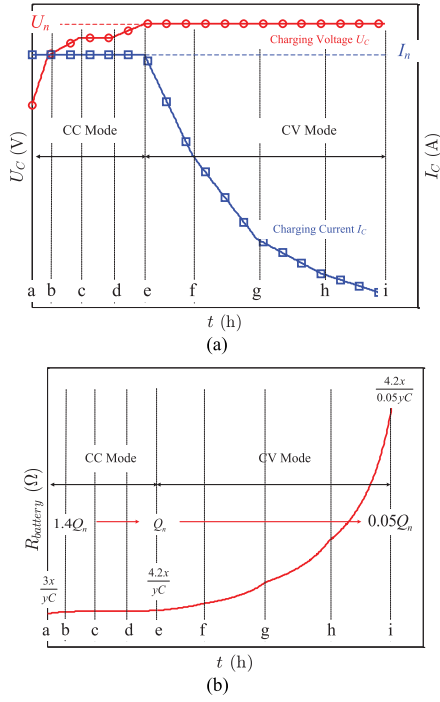 U_n
Charging Voltage U_C
I_n
CC Mode
CV Mode
U_C (V)
I_C (A)
Charging Current I_C
a b c d e f g h i
t (h)
(a)
4.2x
0.05yC
CC Mode
CV Mode
R_battery (Ω)
1.4Q_n
Q_n
0.05Q_n
3x
yC
4.2x
yC
a b c d e f g h i
t (h)
(b)